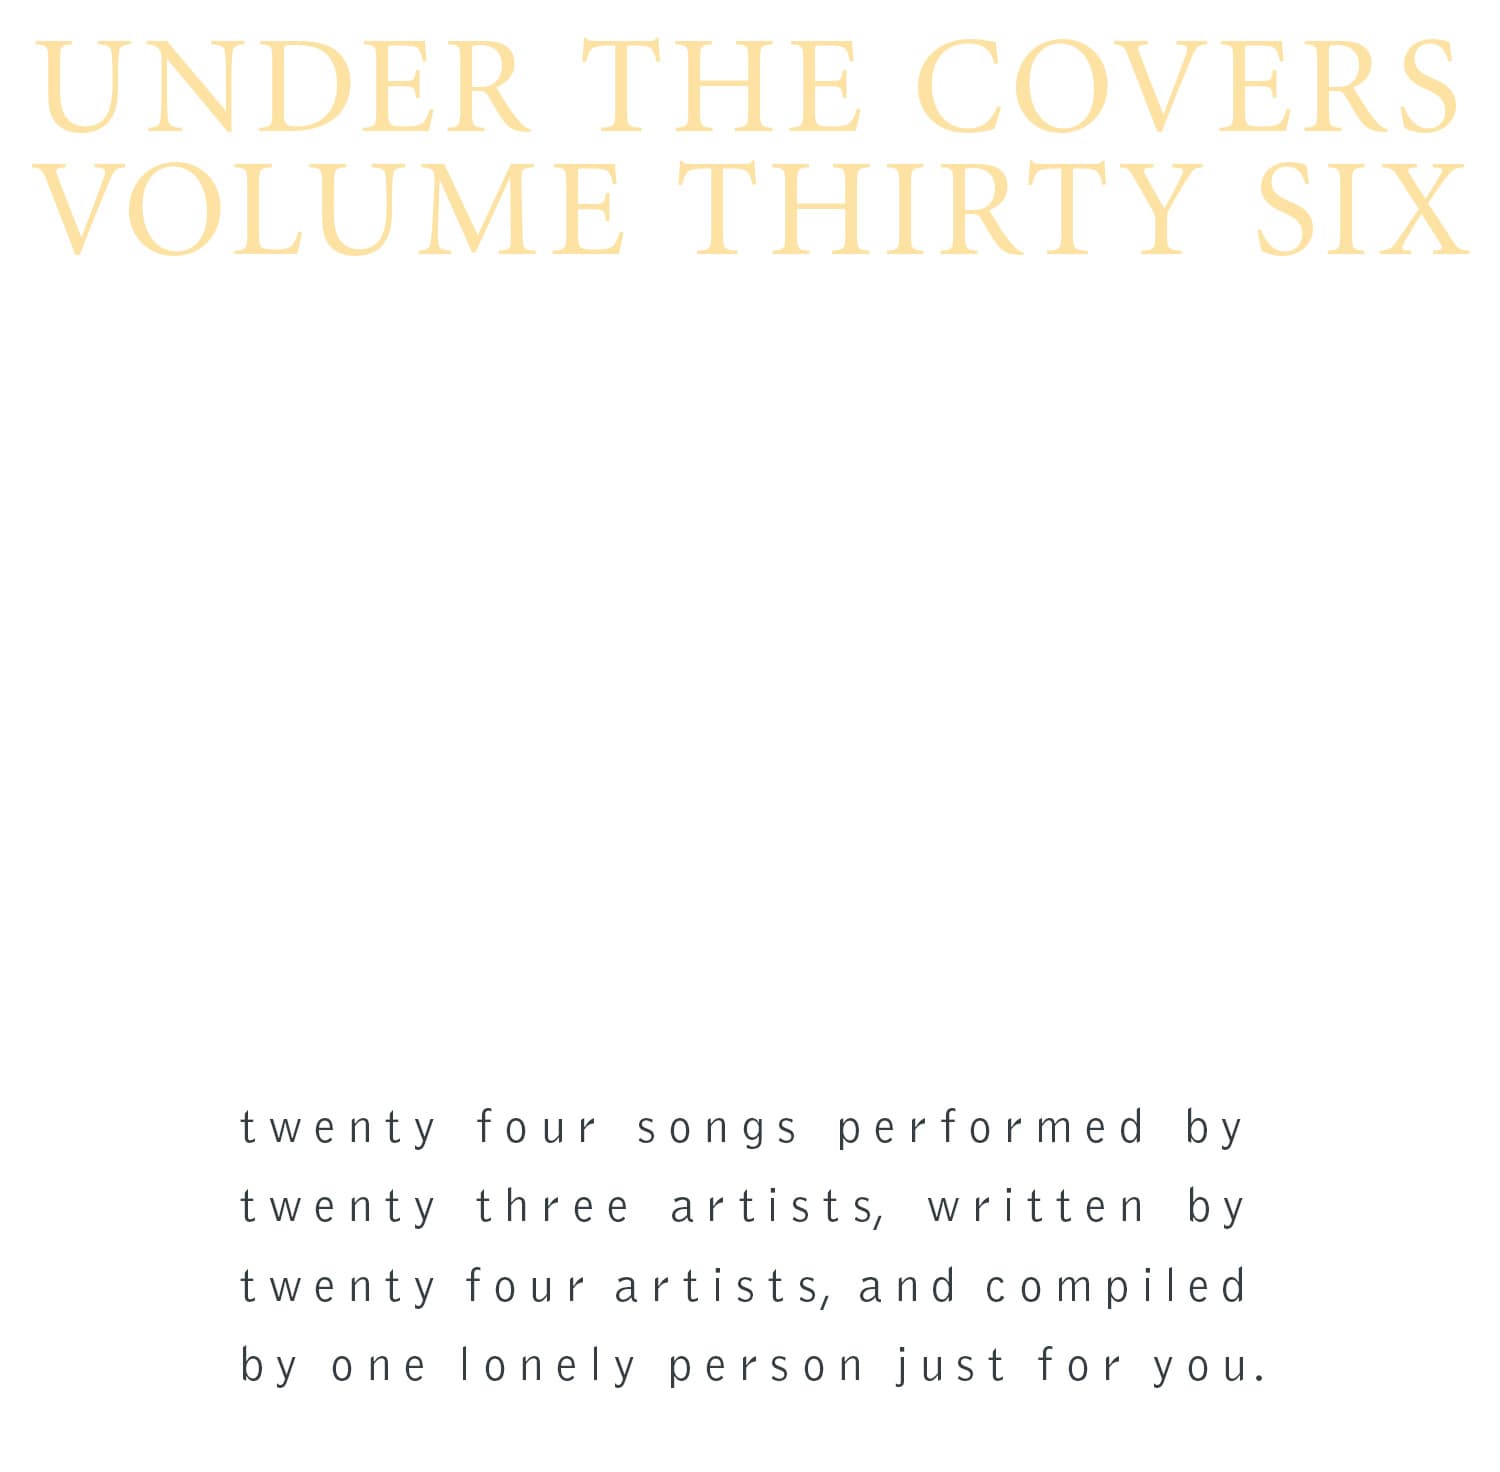 UNDER THE COVERS
VOLUME THIRTY SIX
twenty four songs performed by
twenty three artists, written by
twenty four artists, and compiled
by one lonely person just for you.